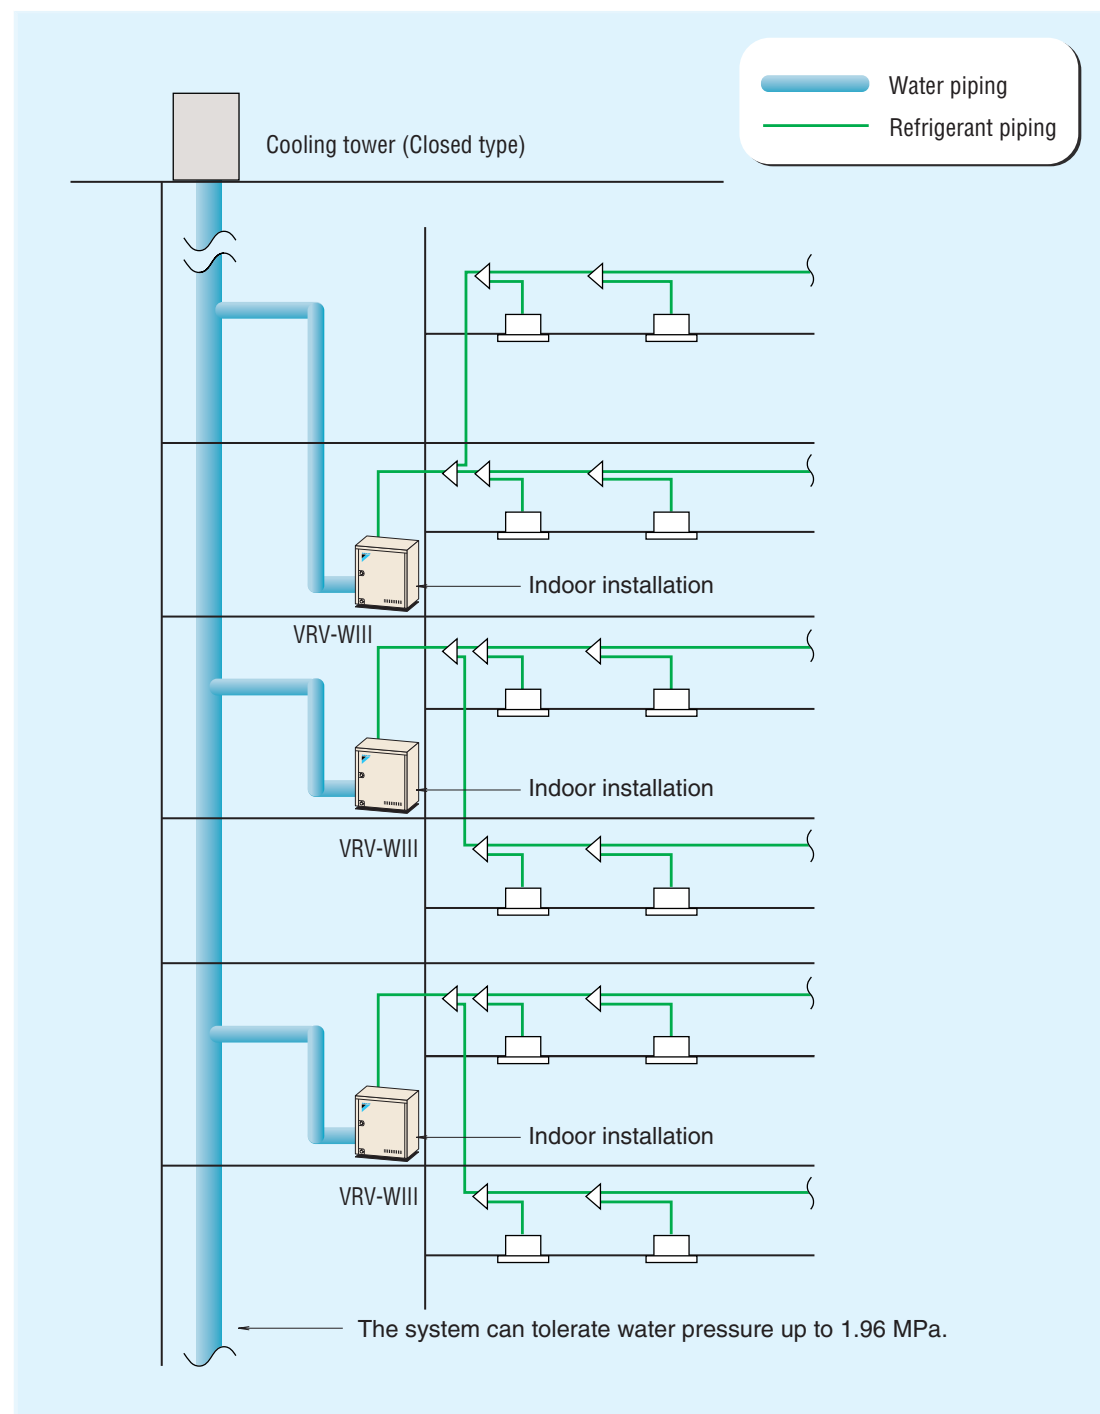 Water piping
Refrigerant piping
Cooling tower (Closed type)
Indoor installation
VRV-WIII
Indoor installation
VRV-WIII
Indoor installation
VRV-WIII
The system can tolerate water pressure up to 1.96 MPa.